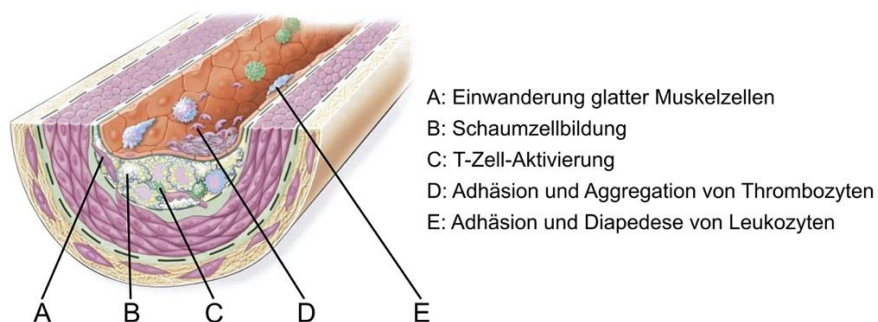 A: Einwanderung glatter Muskelzellen
B: Schaumzellbildung
C: T-Zell-Aktivierung
D: Adhäsion und Aggregation von Thrombozyten
E: Adhäsion und Diapedese von Leukozyten
A B C D E